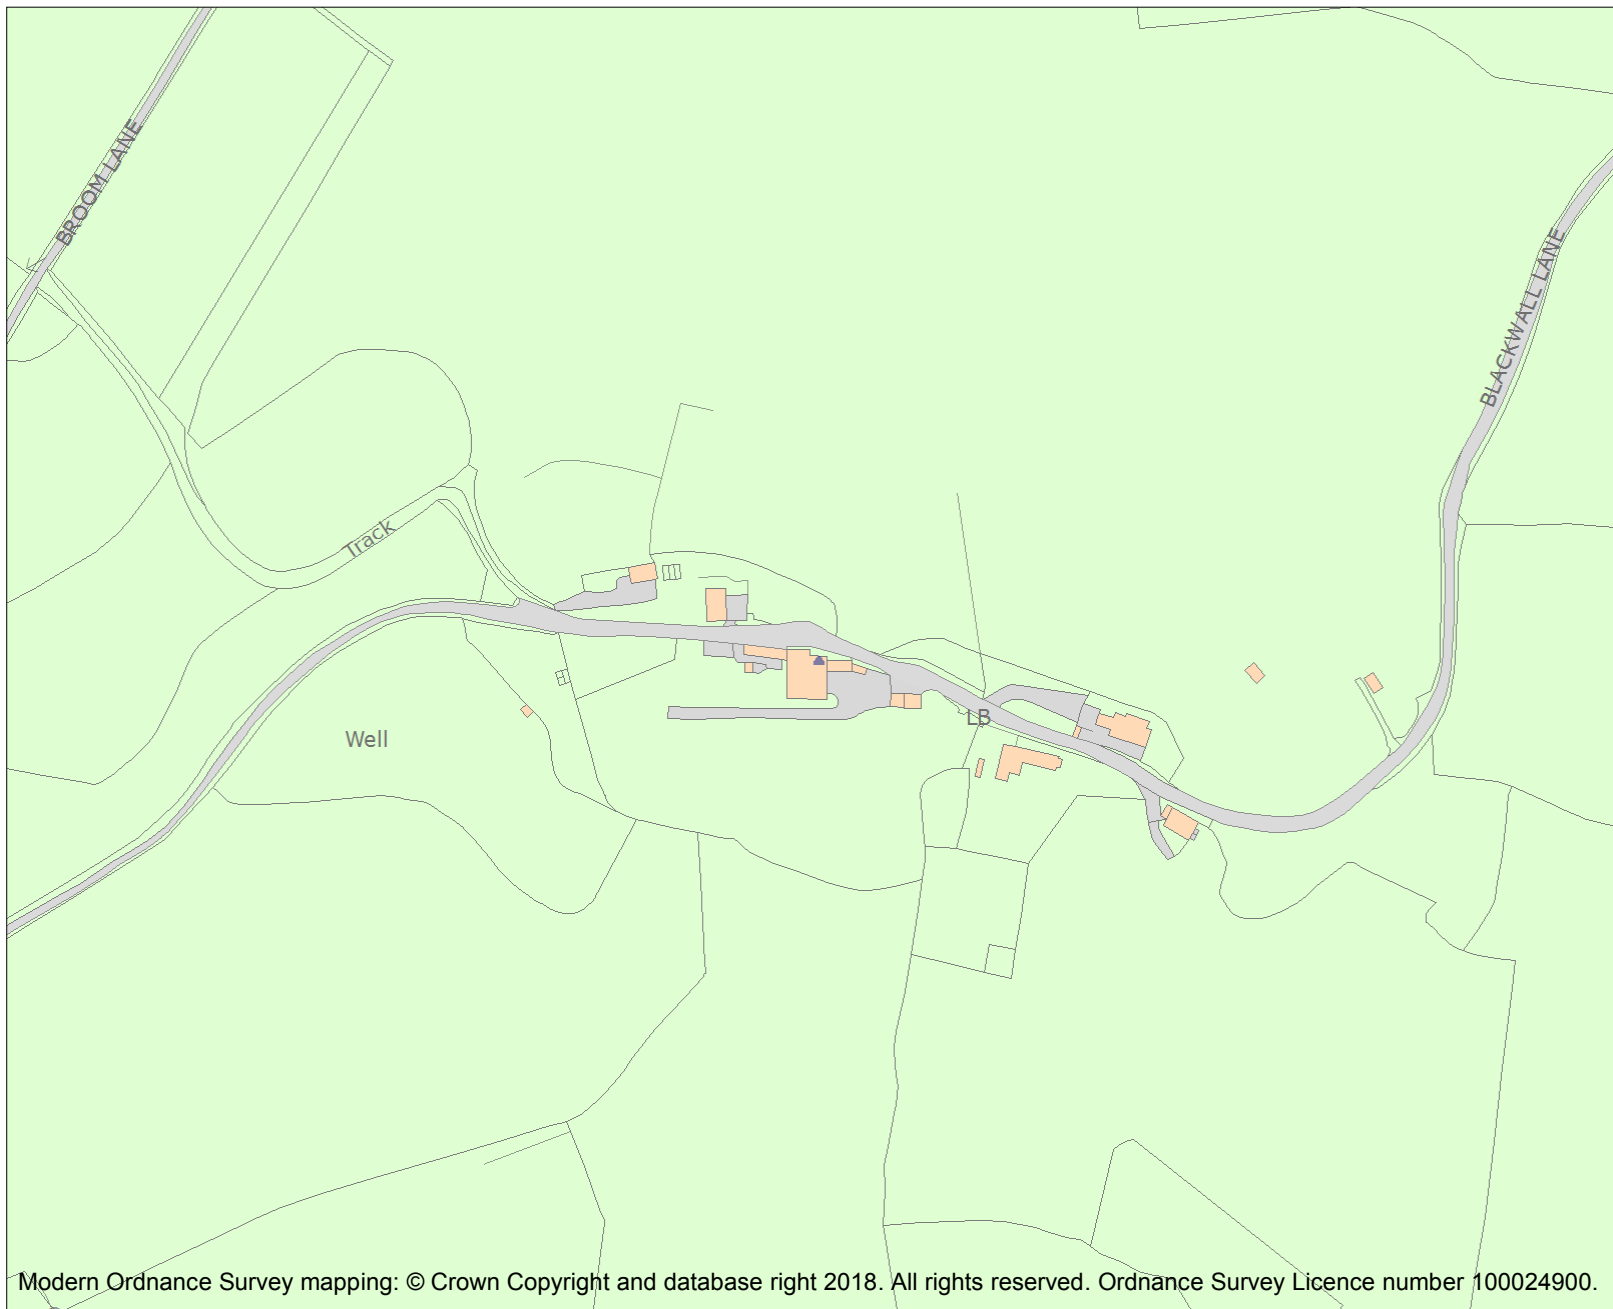 BROOM LANE
BLACKWALL LANE
Track
LB
Well
Modern Ordnance Survey mapping: © Crown Copyright and database right 2018. All rights reserved. Ordnance Survey Licence number 100024900.